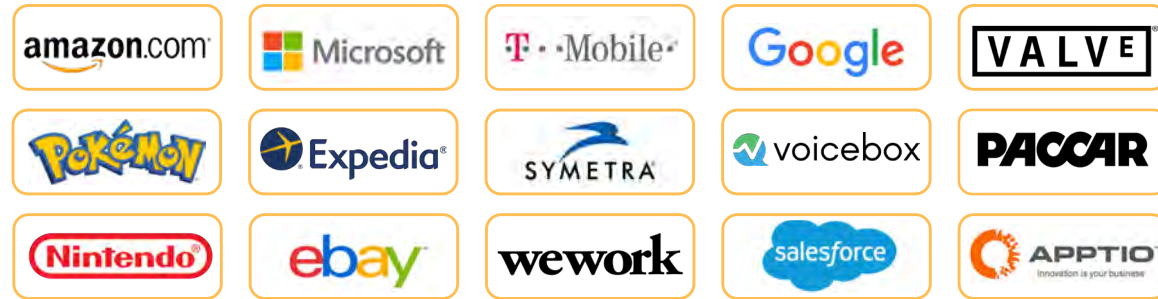 amazon.com
Microsoft
T··Mobile·
Google
VALVE®
POKéMON
Expedia®
SYMETRA
voicebox
PACCAR
Nintendo®
ebay
wework
salesforce
APPTIO
Innovation is your business